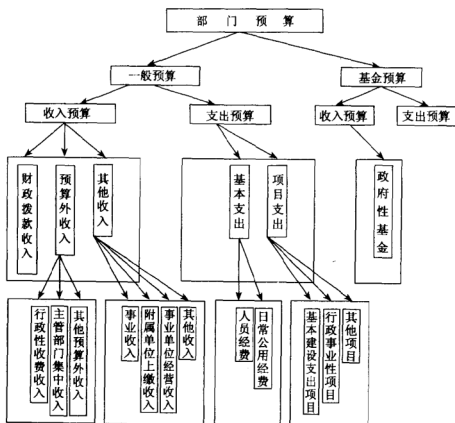 部门预算
一般预算
基金预算
收入预算
支出预算
收入预算
支出预算
财政拨款收入
预算外收入
其他收入
基本支出
项目支出
政府性基金
行政性收费收入
主管部门集中收入
其他预算外收入
事业收入
附属单位上缴收入
事业单位经营收入
其他收入
人员经费
日常公用经费
基本建设支出项目
行政事业性项目
其他项目